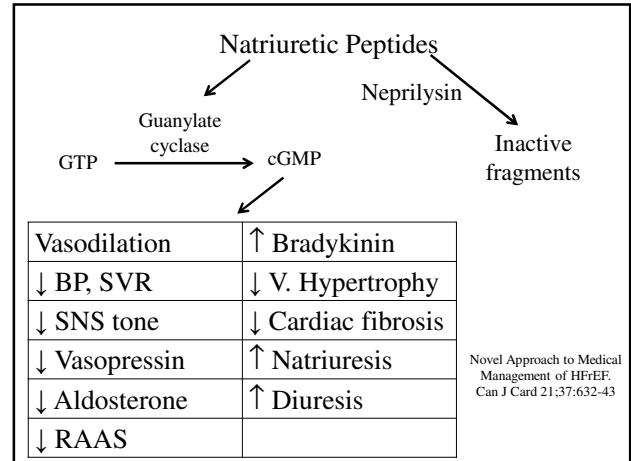 Natriuretic Peptides
Neprilysin
Guanylate
cyclase
GTP
cGMP
Inactive
fragments
Vasodilation
↑ Bradykinin
↓ BP, SVR
↓ V. Hypertrophy
↓ SNS tone
↓ Cardiac fibrosis
↓ Vasopressin
↑ Natriuresis
↓ Aldosterone
↑ Diuresis
↓ RAAS
Novel Approach to Medical
Management of HFrEF.
Can J Card 21;37:632-43